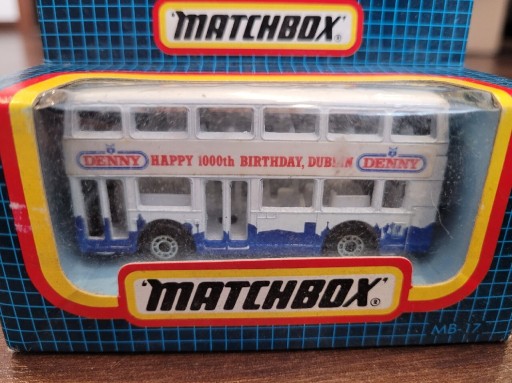 MATCHBOX®
DENNY HAPPY 1000th BIRTHDAY, DUBLIN DENNY
"MATCHBOX"®
MB-17